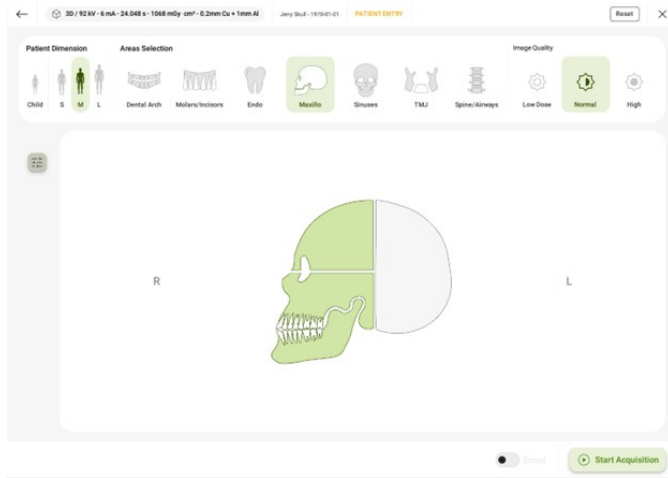 3D / 92 kV - 6 mA - 24.048 s - 1068 mGy cm² - 0.2mm Cu + 1mm Al
Jerry Skull - 1970-01-01
PATIENT ENTRY
Reset
Patient Dimension
Areas Selection
Image Quality
Child S M L
Dental Arch Molars/Incisors Endo Maxillo Sinuses TMJ Spine/Airways
Low Dose Normal High
R L
Scout
Start Acquisition